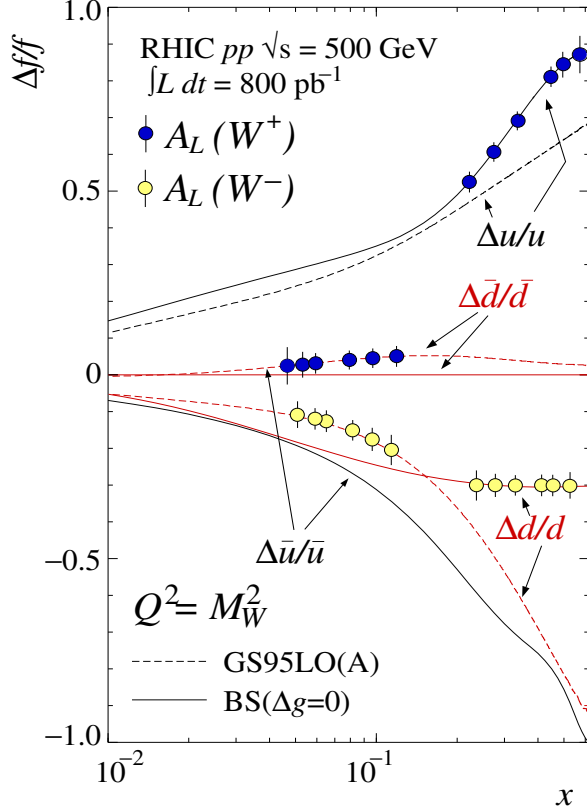 Δf/f
1.0
0.5
0
−0.5
−1.0
RHIC pp √s = 500 GeV
∫L dt = 800 pb⁻¹
A_L (W⁺)
A_L (W⁻)
Δu/u
Δd̄/d̄
Δū/ū
Δd/d
Q² = M²_W
GS95LO(A)
BS(Δg=0)
10⁻²
10⁻¹
x